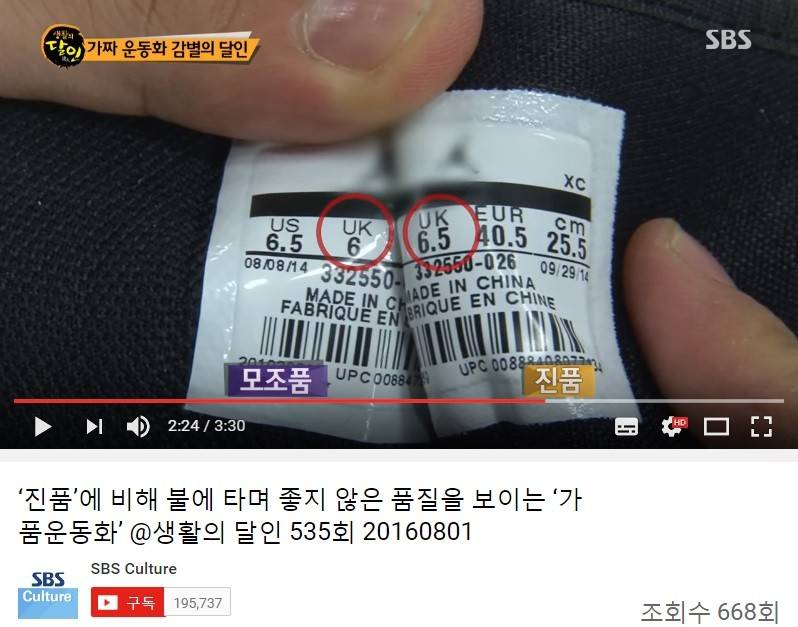 생활의 달인
가짜 운동화 감별의 달인
SBS
XC
US UK UK EUR cm
6.5 6 6.5 40.5 25.5
08/08/14 332550- 332550-026 09/29/14
MADE IN CH MADE IN CHINA
FABRIQUE EN FABRIQUE EN CHINE
UPC 0088
모조품
진품
2:24 / 3:30
HD
'진품'에 비해 불에 타며 좋지 않은 품질을 보이는 '가
품운동화' @생활의 달인 535회 20160801
SBS
Culture
SBS Culture
구독 195,737
조회수 668회